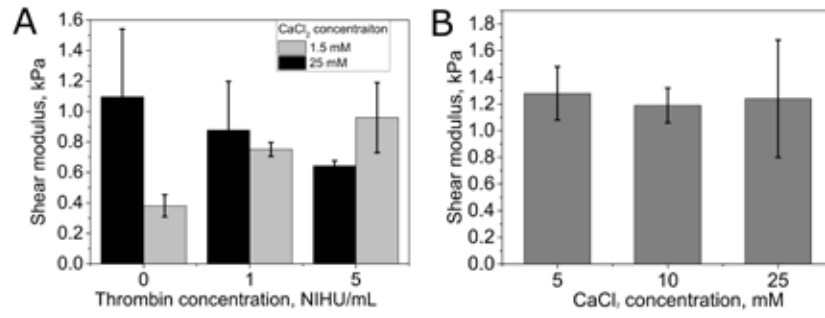 A
CaCl2 concentraiton
1.5 mM
25 mM
Shear modulus, kPa
1.6
1.4
1.2
1.0
0.8
0.6
0.4
0.2
0.0
0 1 5
Thrombin concentration, NIHU/mL
B
Shear modulus, kPa
1.8
1.6
1.4
1.2
1.0
0.8
0.6
0.4
0.2
0.0
5 10 25
CaCl, concentration, mM